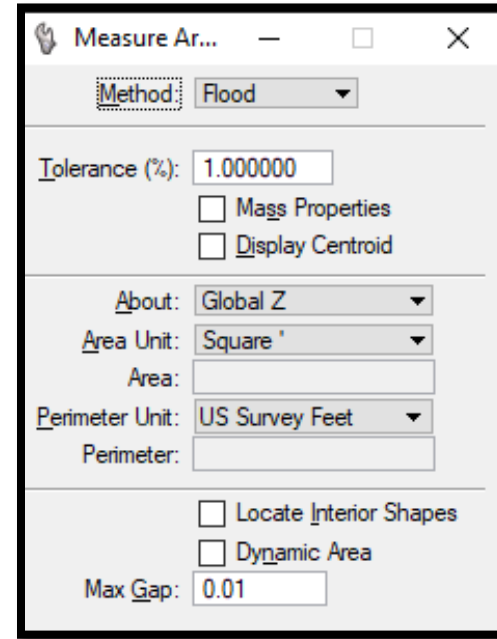 Measure Ar...
Method: Flood
Tolerance (%): 1.000000
Mass Properties
Display Centroid
About: Global Z
Area Unit: Square '
Area:
Perimeter Unit: US Survey Feet
Perimeter:
Locate Interior Shapes
Dynamic Area
Max Gap: 0.01